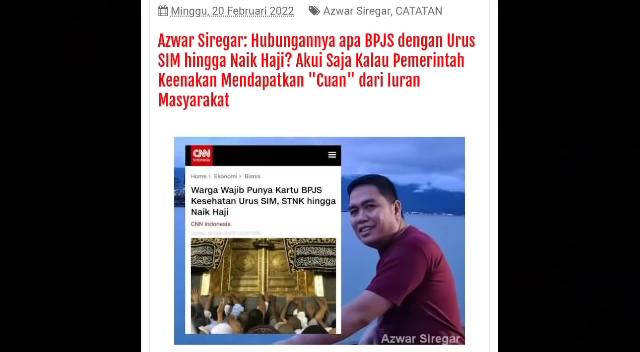 Minggu, 20 Februari 2022 Azwar Siregar, CATATAN
Azwar Siregar: Hubungannya apa BPJS dengan Urus
SIM hingga Naik Haji? Akui Saja Kalau Pemerintah
Keenakan Mendapatkan "Cuan" dari Iuran
Masyarakat
CNN
Indonesia
Home › Ekonomi › Bisnis
Warga Wajib Punya Kartu BPJS
Kesehatan Urus SIM, STNK hingga
Naik Haji
CNN Indonesia
Azwar Siregar